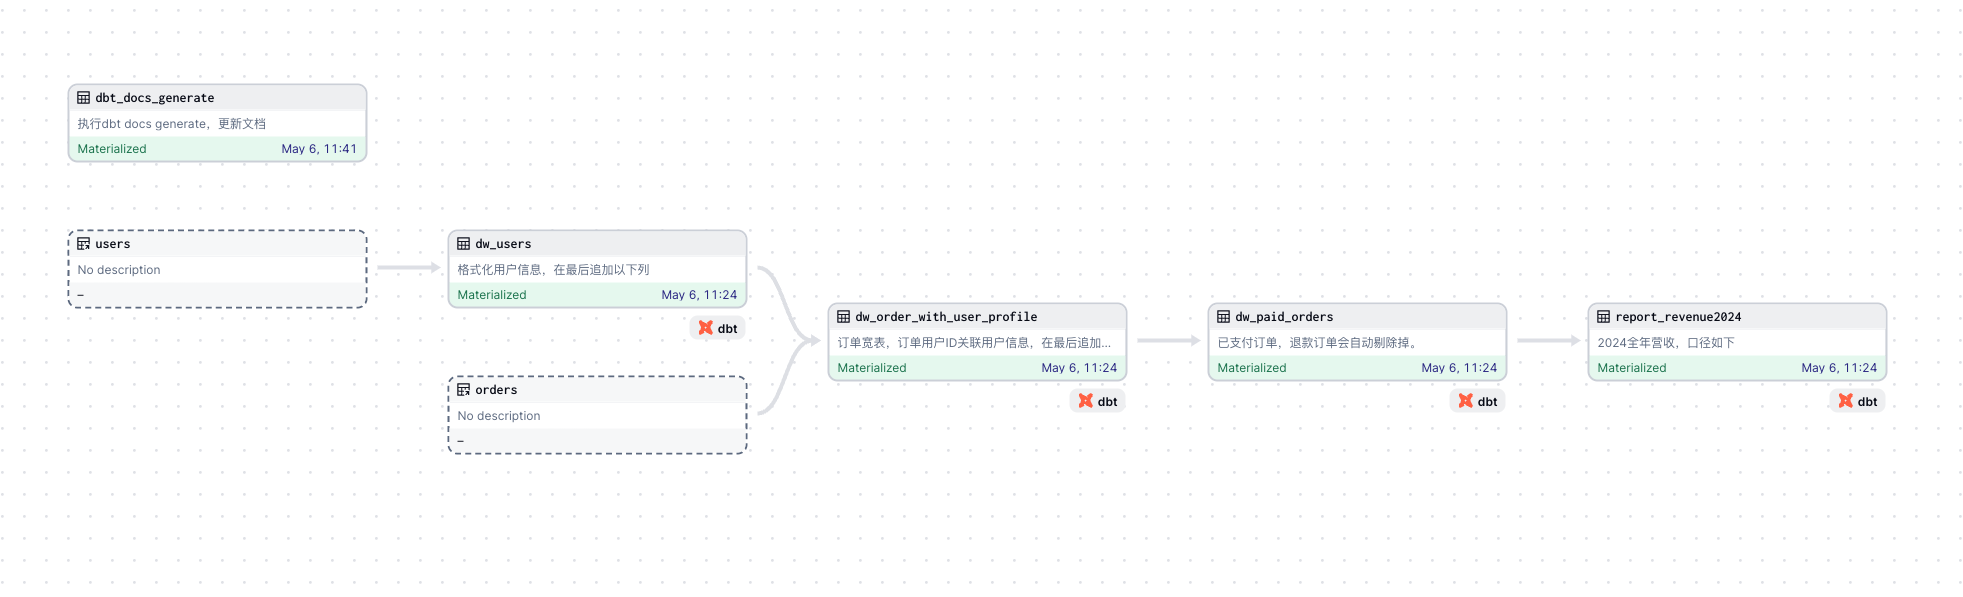 dbt_docs_generate
执行dbt docs generate，更新文档
Materialized May 6, 11:41
users
No description
–
dw_users
格式化用户信息，在最后追加以下列
Materialized May 6, 11:24
dbt
orders
No description
–
dw_order_with_user_profile
订单宽表，订单用户ID关联用户信息，在最后追加...
Materialized May 6, 11:24
dbt
dw_paid_orders
已支付订单，退款订单会自动剔除掉。
Materialized May 6, 11:24
dbt
report_revenue2024
2024全年营收，口径如下
Materialized May 6, 11:24
dbt